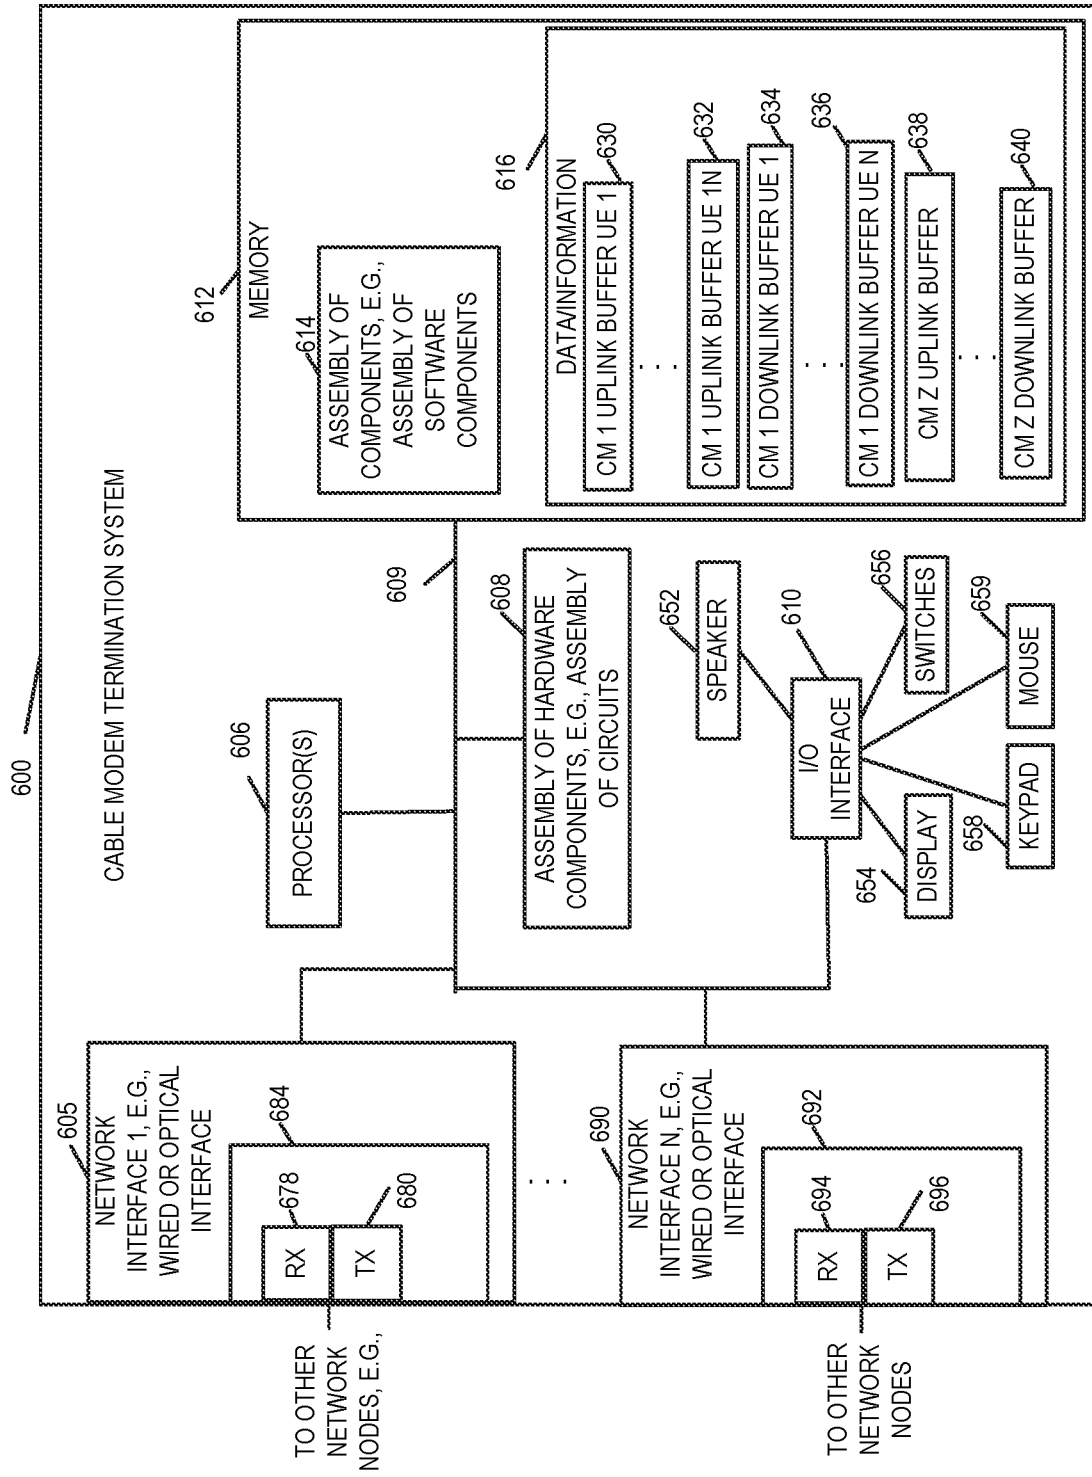 600
CABLE MODEM TERMINATION SYSTEM
605
NETWORK
INTERFACE 1, E.G.,
WIRED OR OPTICAL
INTERFACE
684
678
RX
680
TX
TO OTHER
NETWORK
NODES, E.G.,
. . .
690
NETWORK
INTERFACE N, E.G.,
WIRED OR OPTICAL
INTERFACE
692
694
RX
696
TX
TO OTHER
NETWORK
NODES
606
PROCESSOR(S)
609
608
ASSEMBLY OF HARDWARE
COMPONENTS, E.G., ASSEMBLY
OF CIRCUITS
652
SPEAKER
610
I/O
INTERFACE
654
DISPLAY
656
SWITCHES
658
KEYPAD
659
MOUSE
612
MEMORY
614
ASSEMBLY OF
COMPONENTS, E.G.,
ASSEMBLY OF
SOFTWARE
COMPONENTS
616
DATA/INFORMATION
CM 1 UPLINK BUFFER UE 1
630
. . .
CM 1 UPLINK BUFFER UE 1N
632
CM 1 DOWNLINK BUFFER UE 1
634
. . .
CM 1 DOWNLINK BUFFER UE N
636
CM Z UPLINK BUFFER
638
. . .
CM Z DOWNLINK BUFFER
640